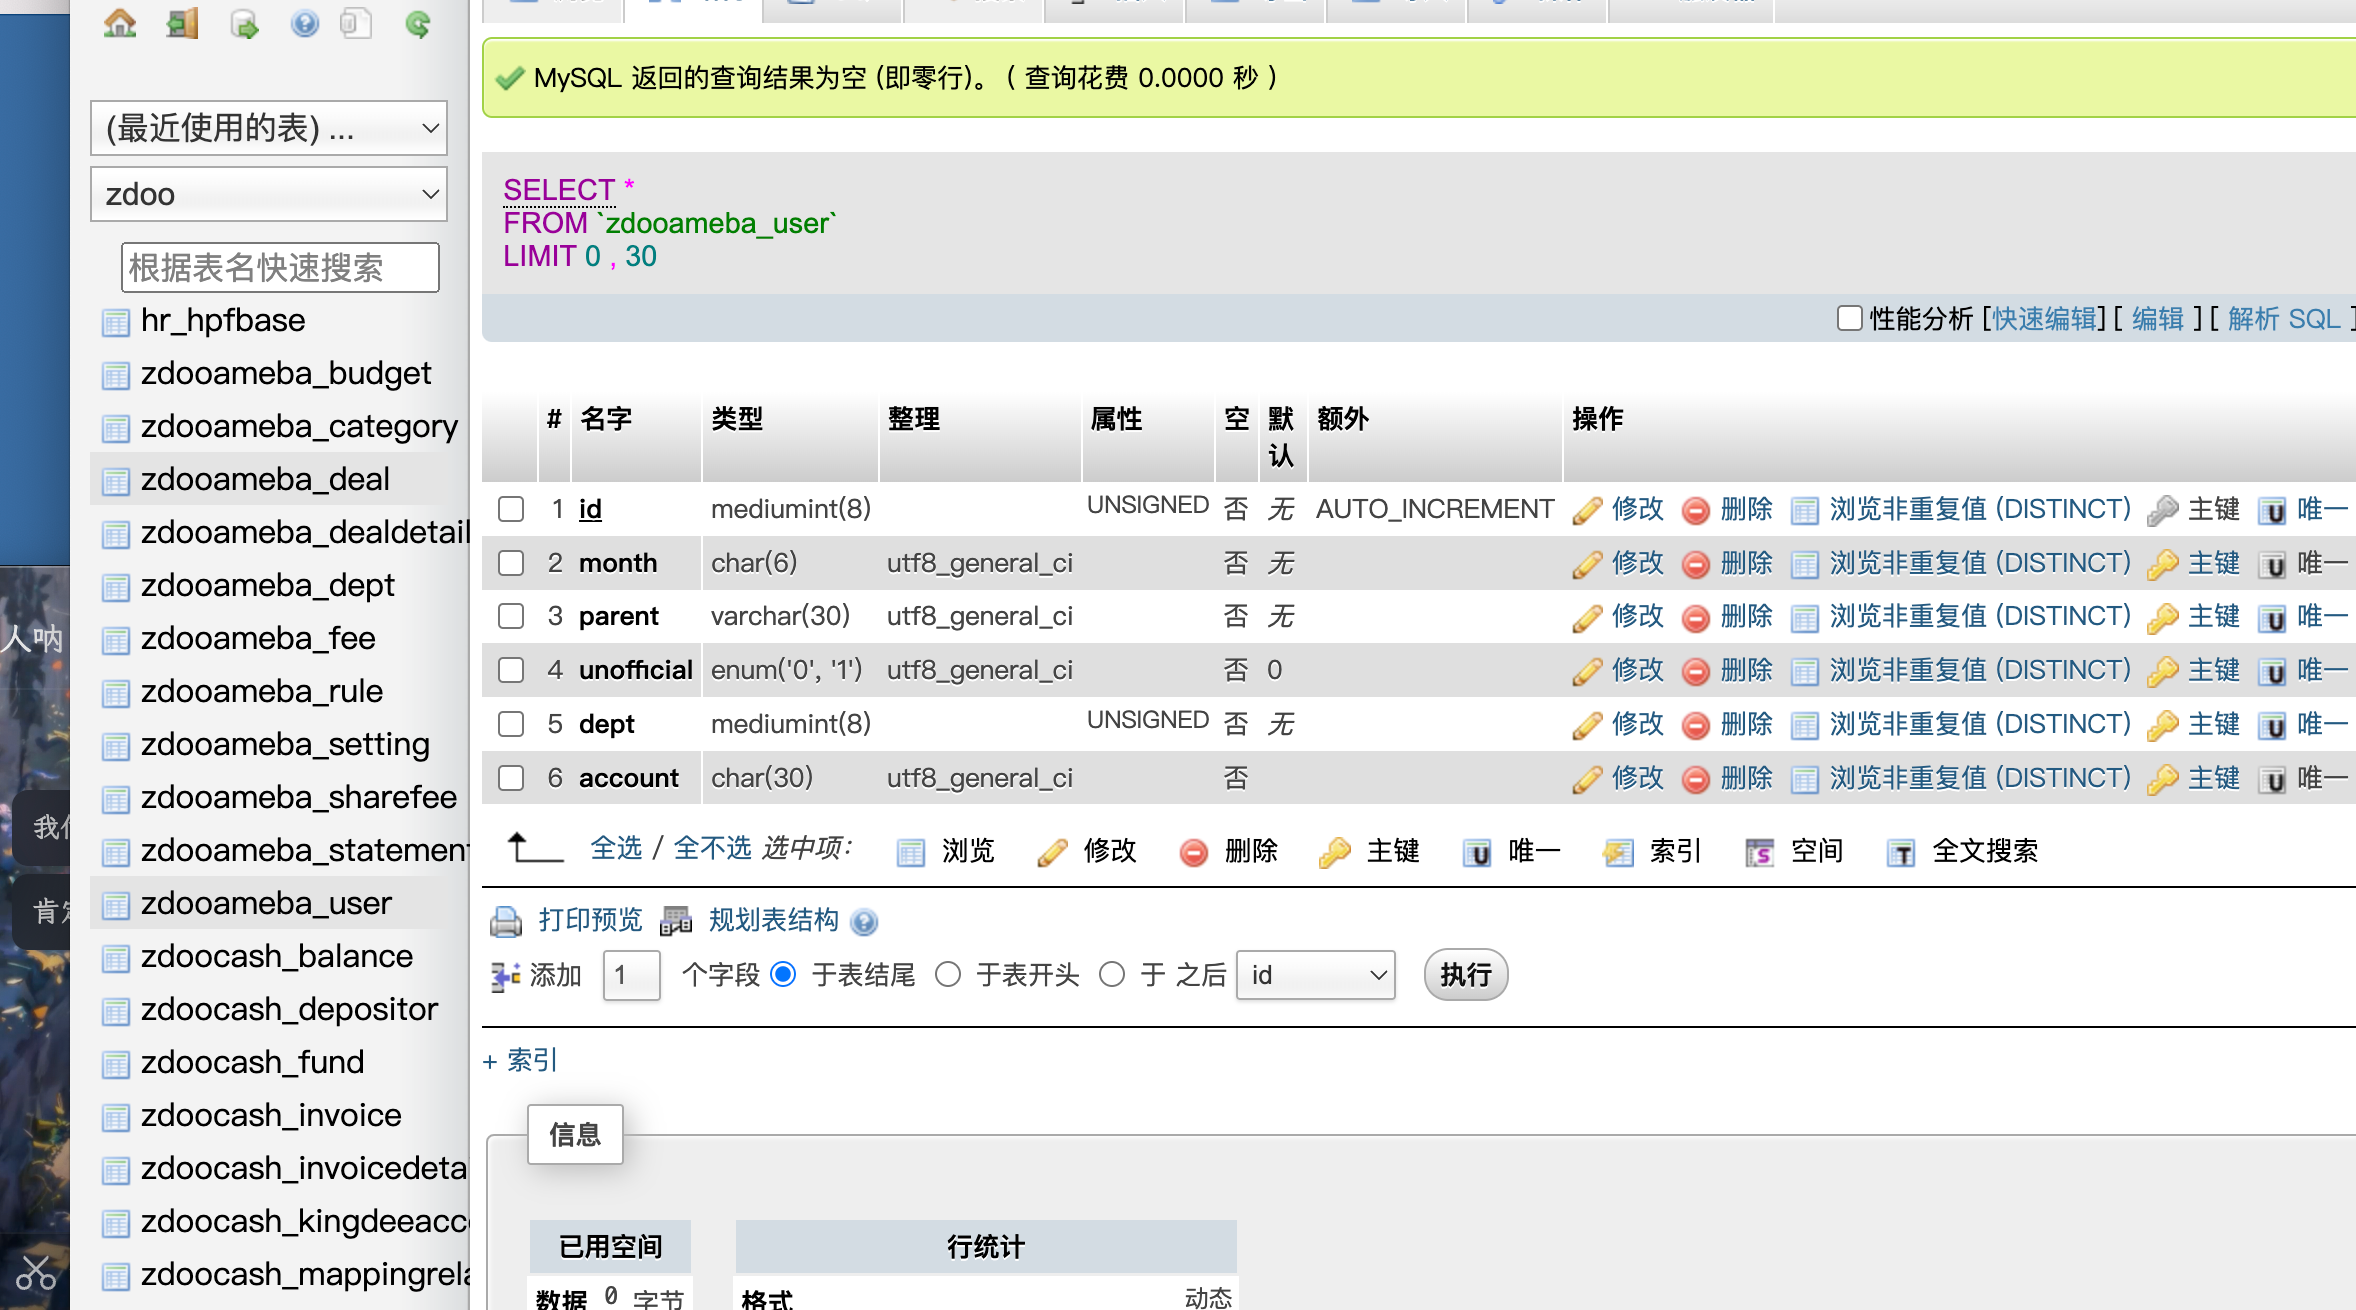 (最近使用的表) ...
zdoo
根据表名快速搜索
hr_hpfbase
zdooameba_budget
zdooameba_category
zdooameba_deal
zdooameba_dealdetail
zdooameba_dept
zdooameba_fee
zdooameba_rule
zdooameba_setting
zdooameba_sharefee
zdooameba_statement
zdooameba_user
zdoocash_balance
zdoocash_depositor
zdoocash_fund
zdoocash_invoice
zdoocash_invoicedeta
zdoocash_kingdeeacc
zdoocash_mappingrela
人呐
我
肯
MySQL 返回的查询结果为空 (即零行)。 ( 查询花费 0.0000 秒 )
SELECT *
FROM `zdooameba_user`
LIMIT 0 , 30
性能分析 [快速编辑] [ 编辑 ] [ 解析 SQL ]
# 名字 类型 整理 属性 空 默认 额外 操作
1 id mediumint(8) UNSIGNED 否 无 AUTO_INCREMENT 修改 删除 浏览非重复值 (DISTINCT) 主键 唯一
2 month char(6) utf8_general_ci 否 无 修改 删除 浏览非重复值 (DISTINCT) 主键 唯一
3 parent varchar(30) utf8_general_ci 否 无 修改 删除 浏览非重复值 (DISTINCT) 主键 唯一
4 unofficial enum('0', '1') utf8_general_ci 否 0 修改 删除 浏览非重复值 (DISTINCT) 主键 唯一
5 dept mediumint(8) UNSIGNED 否 无 修改 删除 浏览非重复值 (DISTINCT) 主键 唯一
6 account char(30) utf8_general_ci 否 修改 删除 浏览非重复值 (DISTINCT) 主键 唯一
全选 / 全不选 选中项: 浏览 修改 删除 主键 唯一 索引 空间 全文搜索
打印预览 规划表结构
添加 1 个字段 于表结尾 于表开头 于 之后 id 执行
+ 索引
信息
已用空间 行统计
数据 0 字节 格式 动态